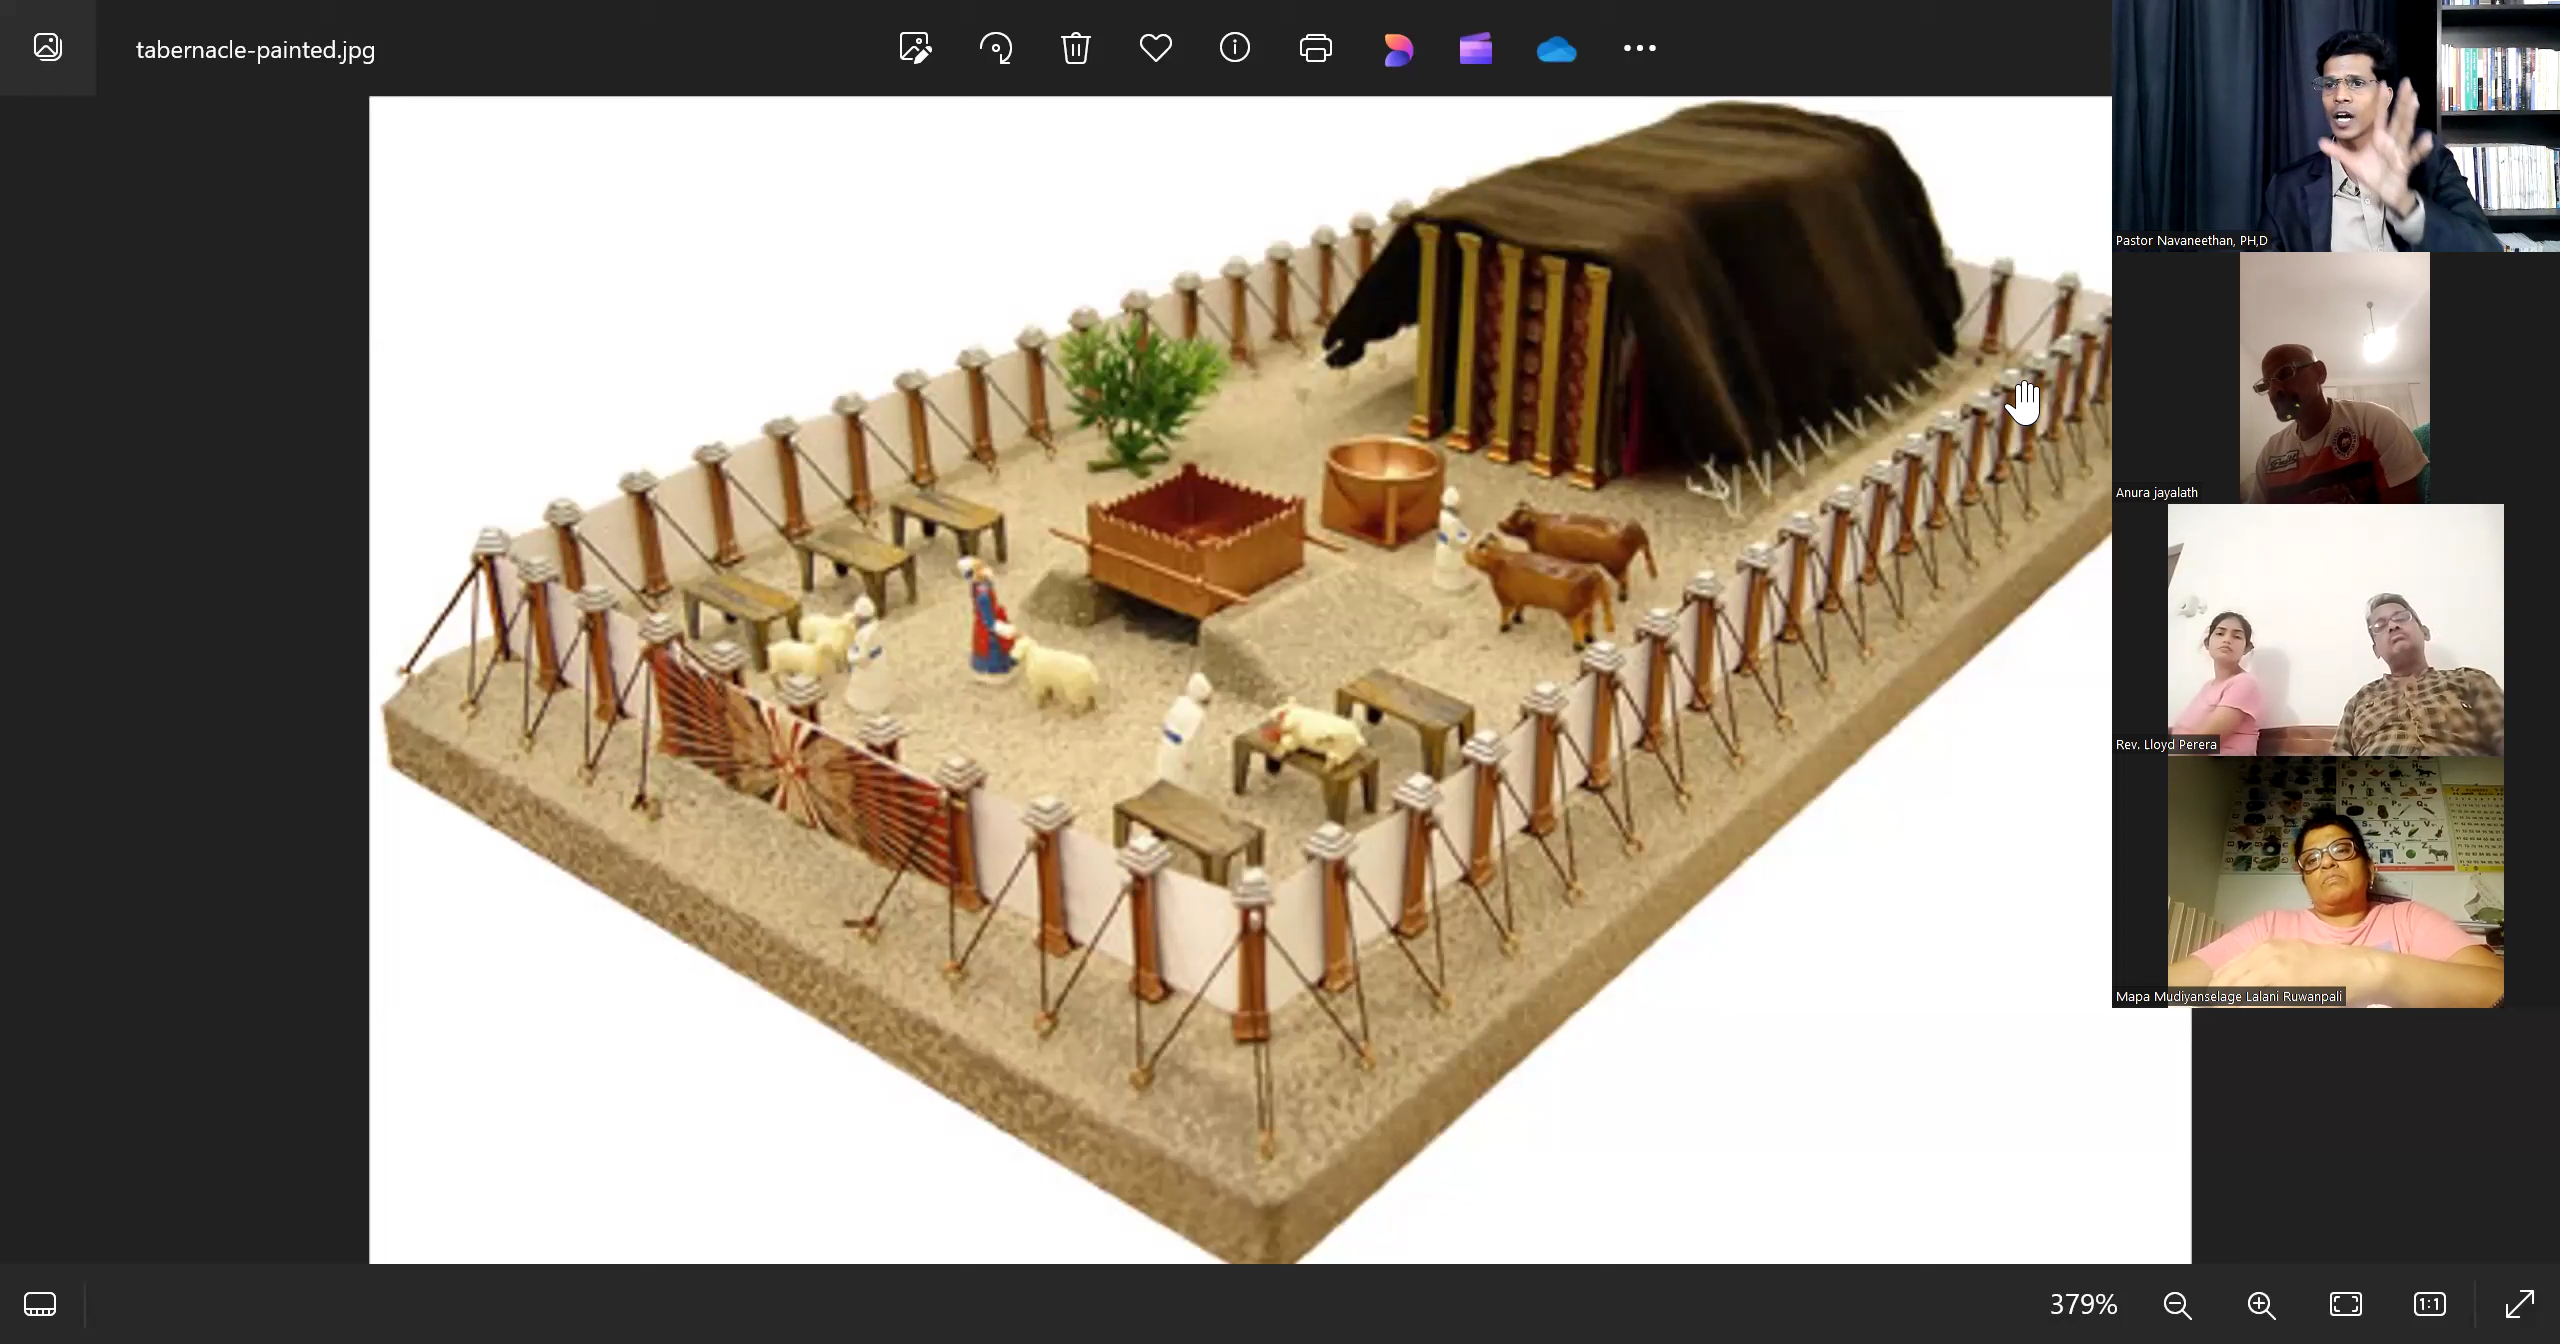 tabernacle-painted.jpg
Pastor Navaneethan, PH,D
Anura jayalath
Rev. Lloyd Perera
Mapa Mudiyanselage Lalani Ruwanpali
379%
1:1